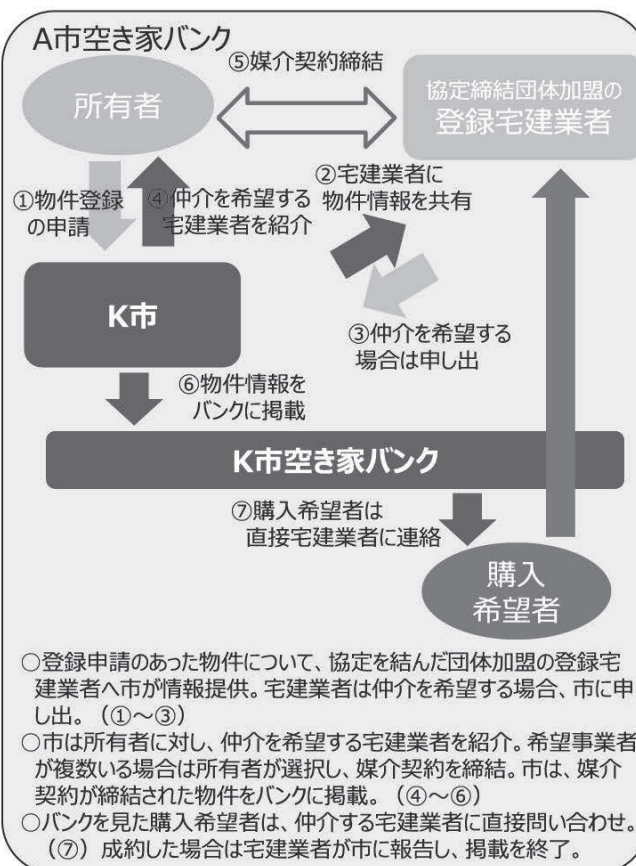 A市空き家バンク
⑤媒介契約締結
所有者
協定締結団体加盟の
登録宅建業者
①物件登録
の申請
④仲介を希望する
宅建業者を紹介
②宅建業者に
物件情報を共有
K市
③仲介を希望する
場合は申し出
⑥物件情報を
バンクに掲載
K市空き家バンク
⑦購入希望者は
直接宅建業者に連絡
購入
希望者
○登録申請のあった物件について、協定を結んだ団体加盟の登録宅
建業者へ市が情報提供。宅建業者は仲介を希望する場合、市に申
し出。（①～③）
○市は所有者に対し、仲介を希望する宅建業者を紹介。希望事業者
が複数いる場合は所有者が選択し、媒介契約を締結。市は、媒介
契約が締結された物件をバンクに掲載。（④～⑥）
○バンクを見た購入希望者は、仲介する宅建業者に直接問い合わせ。
（⑦）成約した場合は宅建業者が市に報告し、掲載を終了。